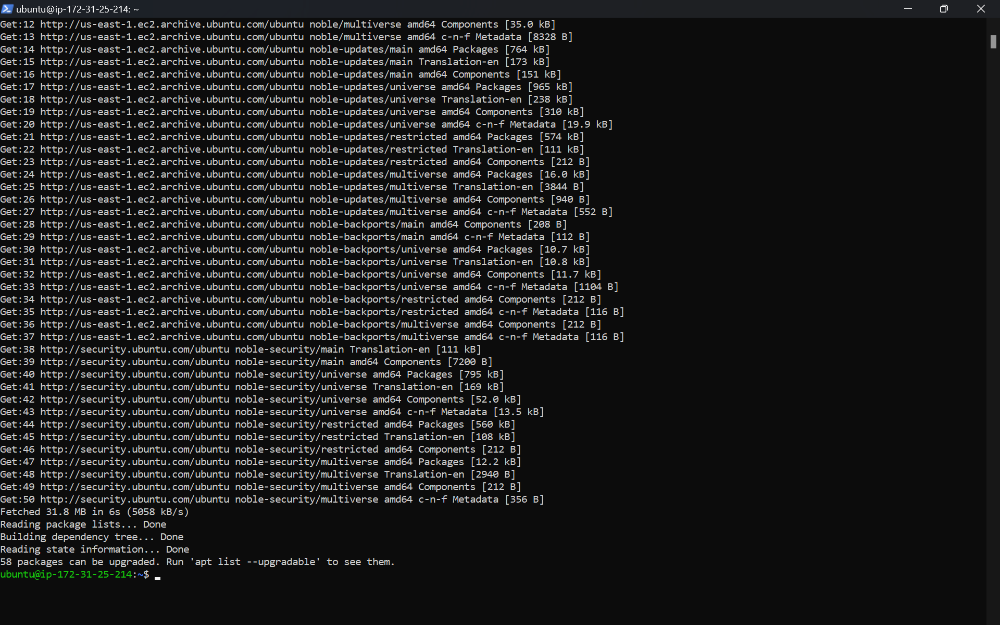 ubuntu@ip-172-31-25-214: ~
Get:12 http://us-east-1.ec2.archive.ubuntu.com/ubuntu noble/multiverse amd64 Components [35.0 kB]
Get:13 http://us-east-1.ec2.archive.ubuntu.com/ubuntu noble/multiverse amd64 c-n-f Metadata [8328 B]
Get:14 http://us-east-1.ec2.archive.ubuntu.com/ubuntu noble-updates/main amd64 Packages [764 kB]
Get:15 http://us-east-1.ec2.archive.ubuntu.com/ubuntu noble-updates/main Translation-en [173 kB]
Get:16 http://us-east-1.ec2.archive.ubuntu.com/ubuntu noble-updates/main amd64 Components [151 kB]
Get:17 http://us-east-1.ec2.archive.ubuntu.com/ubuntu noble-updates/universe amd64 Packages [965 kB]
Get:18 http://us-east-1.ec2.archive.ubuntu.com/ubuntu noble-updates/universe Translation-en [238 kB]
Get:19 http://us-east-1.ec2.archive.ubuntu.com/ubuntu noble-updates/universe amd64 Components [310 kB]
Get:20 http://us-east-1.ec2.archive.ubuntu.com/ubuntu noble-updates/universe amd64 c-n-f Metadata [19.9 kB]
Get:21 http://us-east-1.ec2.archive.ubuntu.com/ubuntu noble-updates/restricted amd64 Packages [574 kB]
Get:22 http://us-east-1.ec2.archive.ubuntu.com/ubuntu noble-updates/restricted Translation-en [111 kB]
Get:23 http://us-east-1.ec2.archive.ubuntu.com/ubuntu noble-updates/restricted amd64 Components [212 B]
Get:24 http://us-east-1.ec2.archive.ubuntu.com/ubuntu noble-updates/multiverse amd64 Packages [16.0 kB]
Get:25 http://us-east-1.ec2.archive.ubuntu.com/ubuntu noble-updates/multiverse Translation-en [3844 B]
Get:26 http://us-east-1.ec2.archive.ubuntu.com/ubuntu noble-updates/multiverse amd64 Components [940 B]
Get:27 http://us-east-1.ec2.archive.ubuntu.com/ubuntu noble-updates/multiverse amd64 c-n-f Metadata [552 B]
Get:28 http://us-east-1.ec2.archive.ubuntu.com/ubuntu noble-backports/main amd64 Components [208 B]
Get:29 http://us-east-1.ec2.archive.ubuntu.com/ubuntu noble-backports/main amd64 c-n-f Metadata [112 B]
Get:30 http://us-east-1.ec2.archive.ubuntu.com/ubuntu noble-backports/universe amd64 Packages [10.7 kB]
Get:31 http://us-east-1.ec2.archive.ubuntu.com/ubuntu noble-backports/universe Translation-en [10.8 kB]
Get:32 http://us-east-1.ec2.archive.ubuntu.com/ubuntu noble-backports/universe amd64 Components [11.7 kB]
Get:33 http://us-east-1.ec2.archive.ubuntu.com/ubuntu noble-backports/universe amd64 c-n-f Metadata [1104 B]
Get:34 http://us-east-1.ec2.archive.ubuntu.com/ubuntu noble-backports/restricted amd64 Components [212 B]
Get:35 http://us-east-1.ec2.archive.ubuntu.com/ubuntu noble-backports/restricted amd64 c-n-f Metadata [116 B]
Get:36 http://us-east-1.ec2.archive.ubuntu.com/ubuntu noble-backports/multiverse amd64 Components [212 B]
Get:37 http://us-east-1.ec2.archive.ubuntu.com/ubuntu noble-backports/multiverse amd64 c-n-f Metadata [116 B]
Get:38 http://security.ubuntu.com/ubuntu noble-security/main Translation-en [111 kB]
Get:39 http://security.ubuntu.com/ubuntu noble-security/main amd64 Components [7200 B]
Get:40 http://security.ubuntu.com/ubuntu noble-security/universe amd64 Packages [795 kB]
Get:41 http://security.ubuntu.com/ubuntu noble-security/universe Translation-en [169 kB]
Get:42 http://security.ubuntu.com/ubuntu noble-security/universe amd64 Components [52.0 kB]
Get:43 http://security.ubuntu.com/ubuntu noble-security/universe amd64 c-n-f Metadata [13.5 kB]
Get:44 http://security.ubuntu.com/ubuntu noble-security/restricted amd64 Packages [560 kB]
Get:45 http://security.ubuntu.com/ubuntu noble-security/restricted Translation-en [108 kB]
Get:46 http://security.ubuntu.com/ubuntu noble-security/restricted amd64 Components [212 B]
Get:47 http://security.ubuntu.com/ubuntu noble-security/multiverse amd64 Packages [12.2 kB]
Get:48 http://security.ubuntu.com/ubuntu noble-security/multiverse Translation-en [2940 B]
Get:49 http://security.ubuntu.com/ubuntu noble-security/multiverse amd64 Components [212 B]
Get:50 http://security.ubuntu.com/ubuntu noble-security/multiverse amd64 c-n-f Metadata [356 B]
Fetched 31.8 MB in 6s (5058 kB/s)
Reading package lists... Done
Building dependency tree... Done
Reading state information... Done
58 packages can be upgraded. Run 'apt list --upgradable' to see them.
ubuntu@ip-172-31-25-214:~$